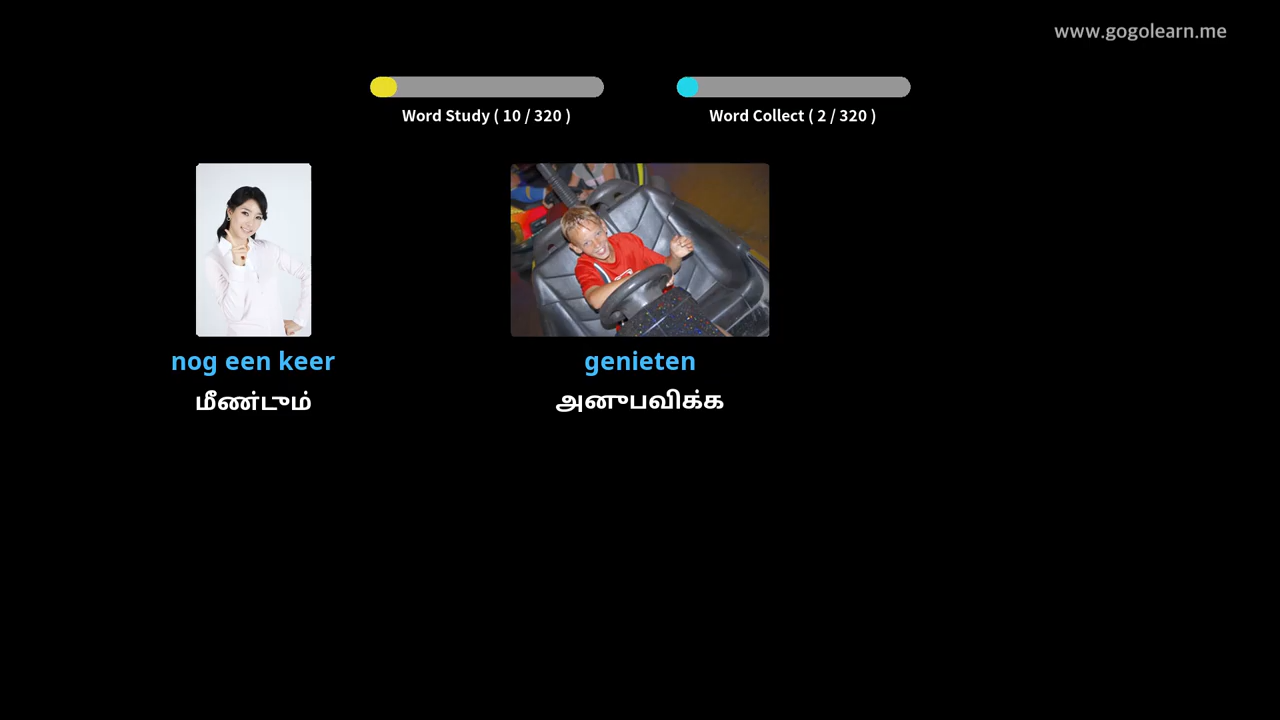 www.gogolearn.me
Word Study ( 10 / 320 )
Word Collect ( 2 / 320 )
nog een keer
genieten
மீண்டும்
அனுபவிக்க